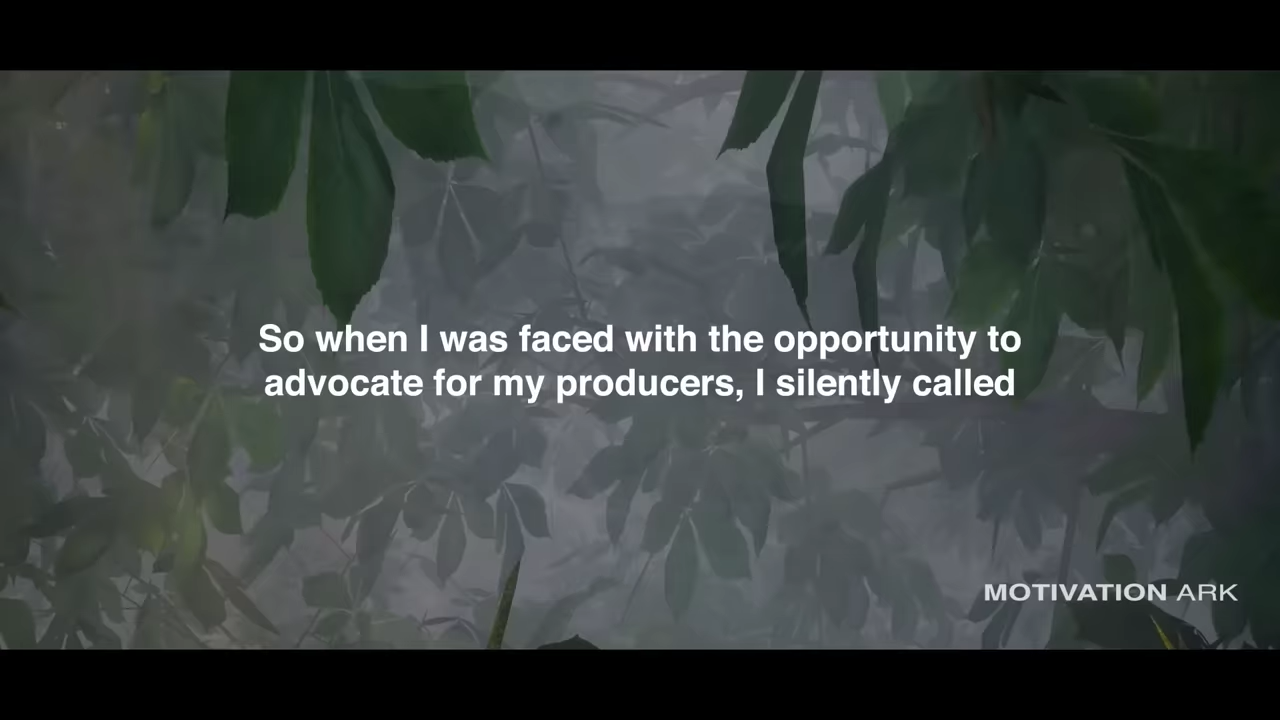 So when I was faced with the opportunity to
advocate for my producers, I silently called
MOTIVATION ARK